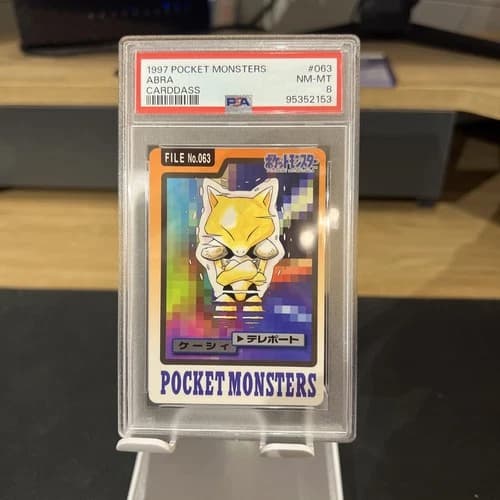 1997 POCKET MONSTERS #063
ABRA NM-MT
CARDDASS 8
PSA 95352153
FILE No.063
ポケットモンスター
ケーシィ
▶テレポート
POCKET MONSTERS